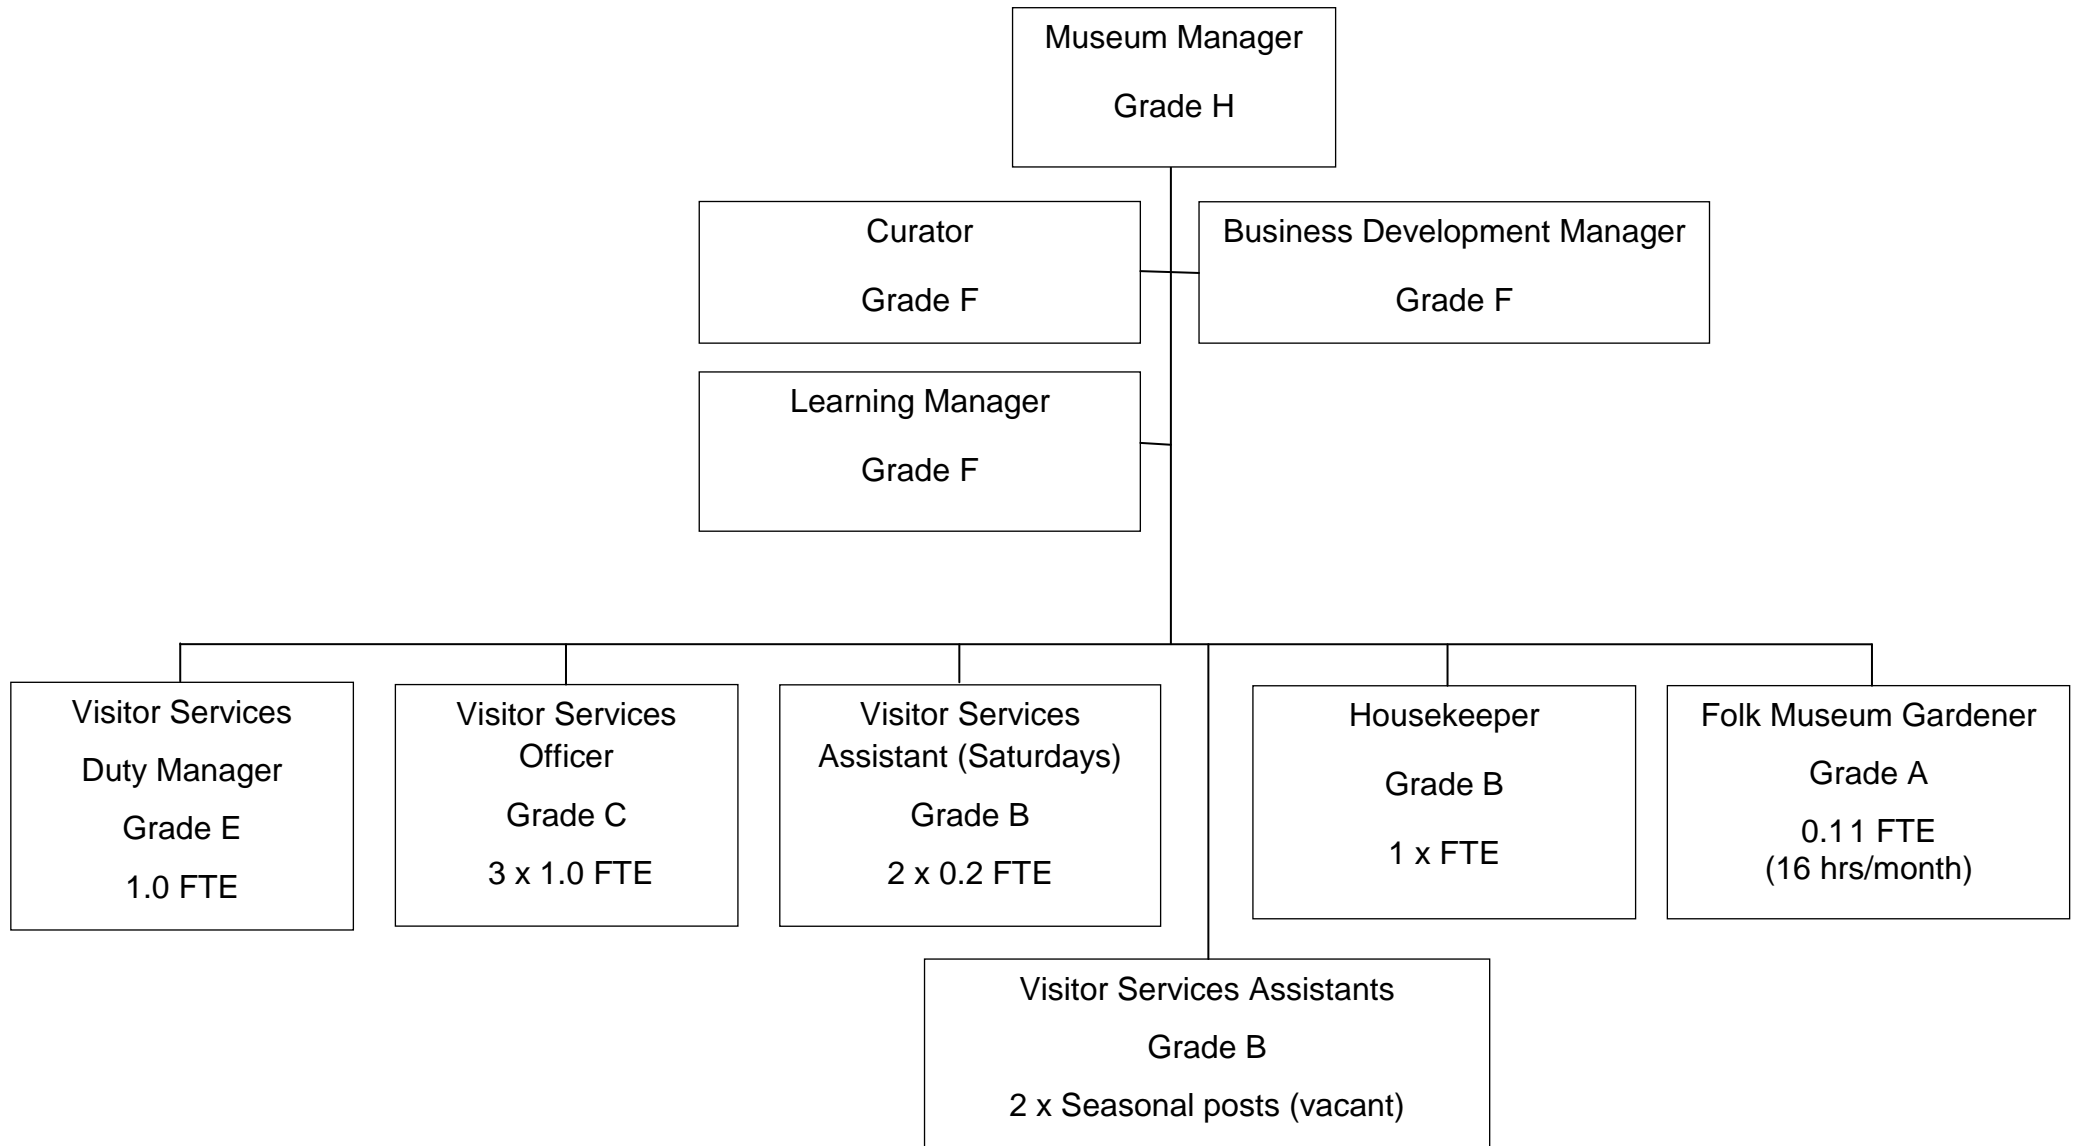 Museum Manager
Grade H
Curator
Grade F
Business Development Manager
Grade F
Learning Manager
Grade F
Visitor Services
Duty Manager
Grade E
1.0 FTE
Visitor Services
Officer
Grade C
3 x 1.0 FTE
Visitor Services
Assistant (Saturdays)
Grade B
2 x 0.2 FTE
Housekeeper
Grade B
1 x FTE
Folk Museum Gardener
Grade A
0.11 FTE
(16 hrs/month)
Visitor Services Assistants
Grade B
2 x Seasonal posts (vacant)